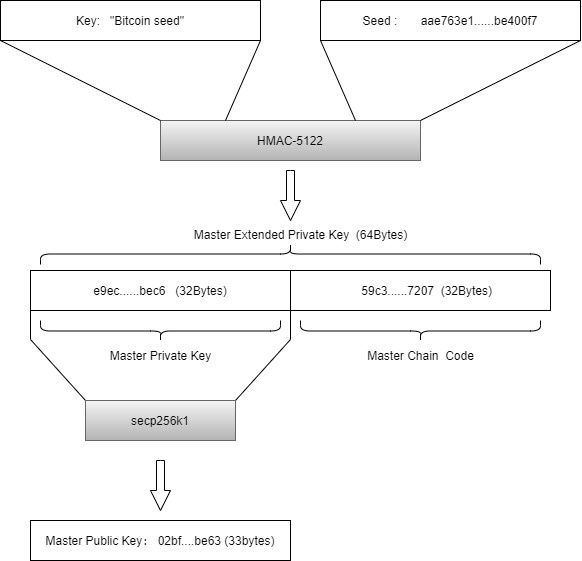 Key: "Bitcoin seed"
Seed : aae763e1......be400f7
HMAC-5122
Master Extended Private Key (64Bytes)
e9ec......bec6 (32Bytes)
59c3......7207 (32Bytes)
Master Private Key
Master Chain Code
secp256k1
Master Public Key： 02bf....be63 (33bytes)